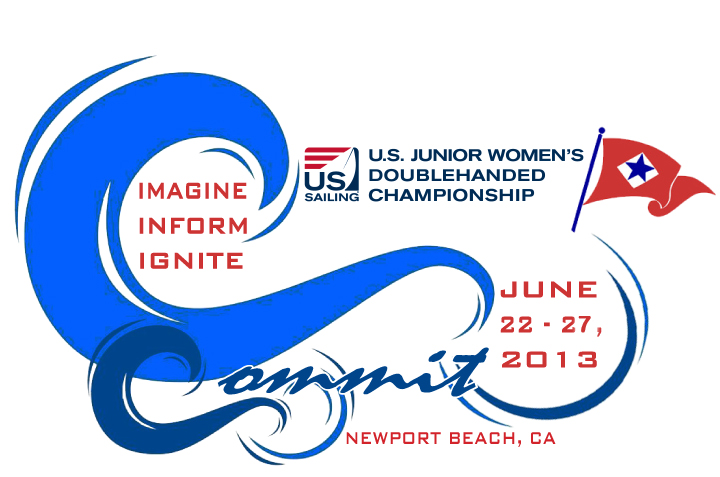 IMAGINE
INFORM
IGNITE
US
SAILING
U.S. JUNIOR WOMEN'S
DOUBLEHANDED
CHAMPIONSHIP
JUNE
22 - 27,
2013
Commit
NEWPORT BEACH, CA